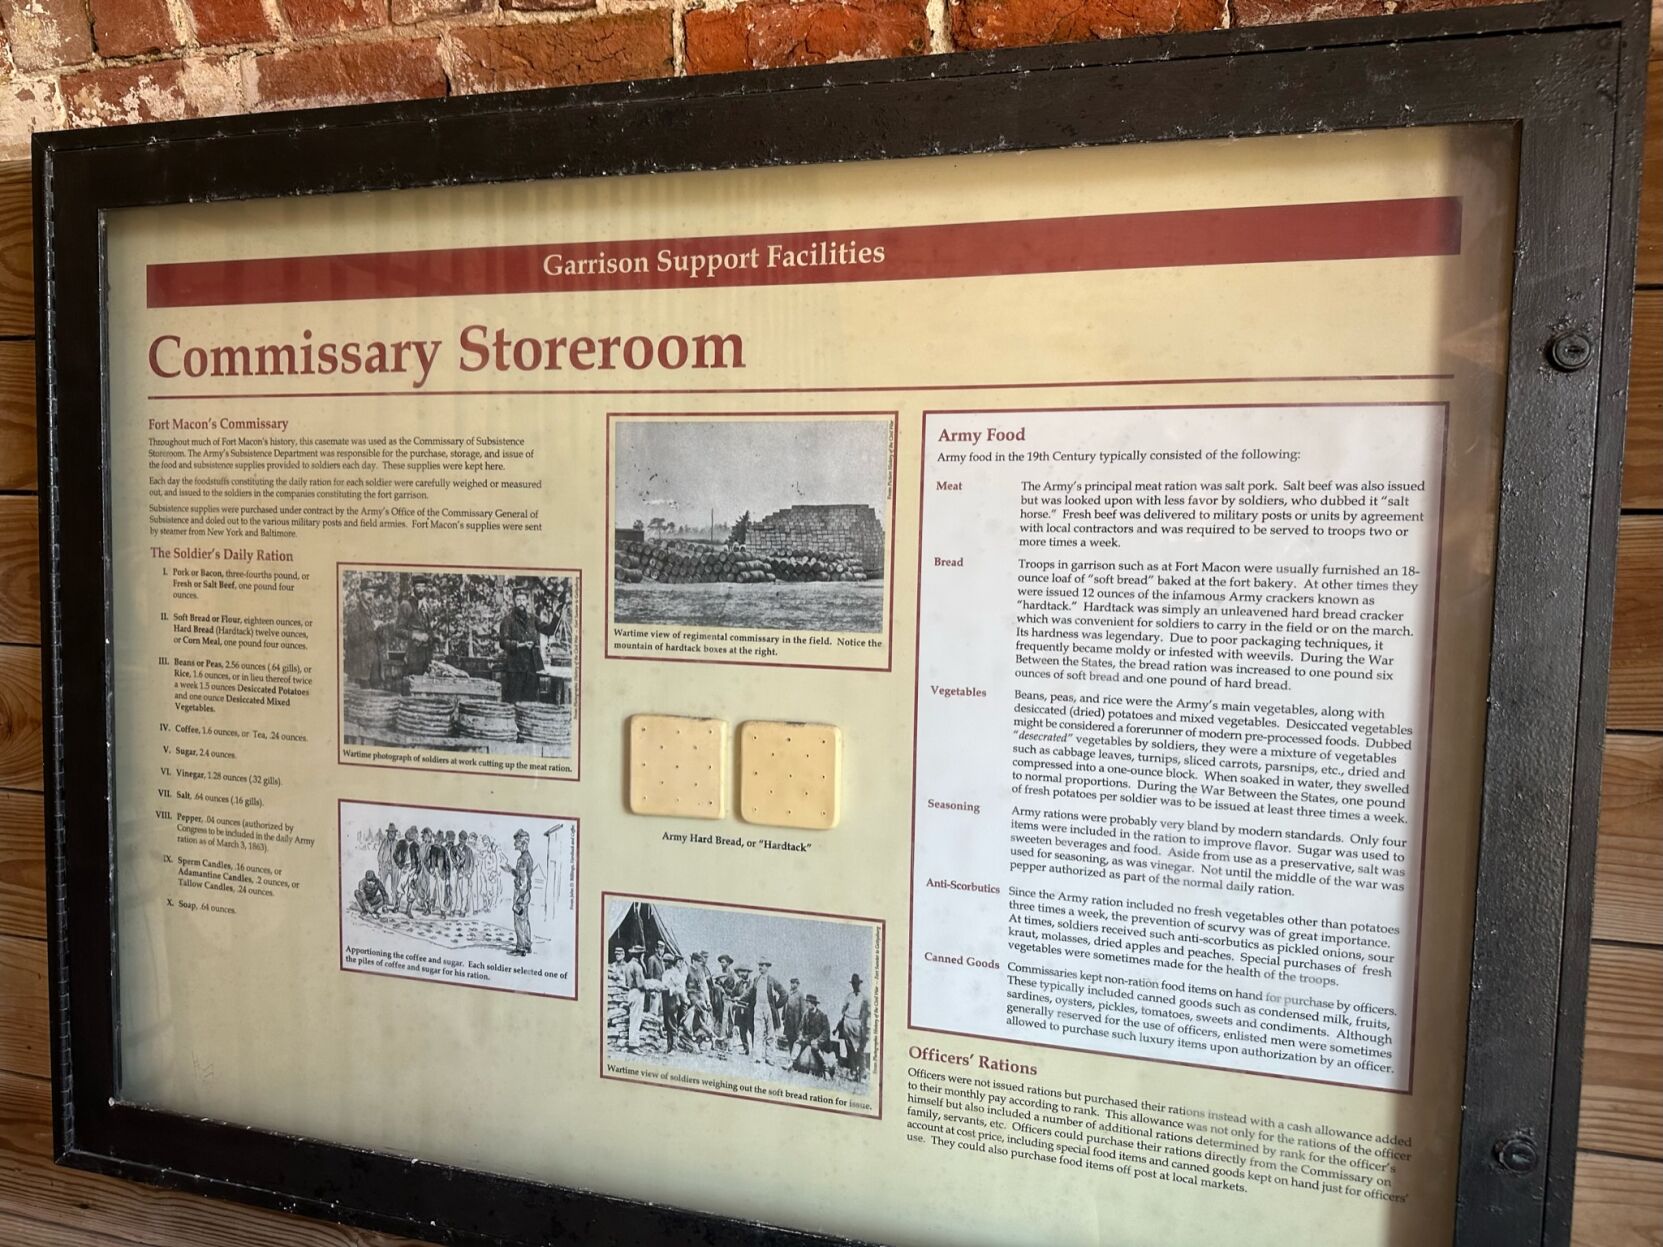 Garrison Support Facilities
Commissary Storeroom
Fort Macon's Commissary
Throughout much of Fort Macon's history, this casemate was used as the Commissary of Subsistence
Storeroom. The Army's Subsistence Department was responsible for the purchase, storage, and issue of
the food and subsistence supplies provided to soldiers each day. These supplies were kept here.
Each day the foodstuffs constituting the daily ration for each soldier were carefully weighed or measured
out, and issued to the soldiers in the companies constituting the fort garrison.
Subsistence supplies were purchased under contract by the Army's Office of the Commissary General of
Subsistence and doled out to the various military posts and field armies. Fort Macon's supplies were sent
by steamer from New York and Baltimore.
The Soldier's Daily Ration
I. Pork or Bacon, three-fourths pound, or
Fresh or Salt Beef, one pound four
ounces.
II. Soft Bread or Flour, eighteen ounces, or
Hard Bread (Hardtack) twelve ounces,
or Corn Meal, one pound four ounces.
III. Beans or Peas, 2.56 ounces (.64 gills), or
Rice, 1.6 ounces, or in lieu thereof twice
a week 1.5 ounces Desiccated Potatoes
and one ounce Desiccated Mixed
Vegetables.
IV. Coffee, 1.6 ounces, or Tea, .24 ounces.
V. Sugar, 2.4 ounces.
VI. Vinegar, 1.28 ounces (.32 gills).
VII. Salt, .64 ounces (.16 gills).
VIII. Pepper, .04 ounces (authorized by
Congress to be included in the daily Army
ration as of March 3, 1863).
IX. Sperm Candles, .16 ounces, or
Adamantine Candles, .2 ounces, or
Tallow Candles, .24 ounces.
X. Soap, .64 ounces.
Wartime photograph of soldiers at work cutting up the meat ration.
Apportioning the coffee and sugar. Each soldier selected one of
the piles of coffee and sugar for his ration.
Wartime view of regimental commissary in the field. Notice the
mountain of hardtack boxes at the right.
Army Hard Bread, or "Hardtack"
Wartime view of soldiers weighing out the soft bread ration for issue.
Army Food
Army food in the 19th Century typically consisted of the following:
Meat
The Army's principal meat ration was salt pork. Salt beef was also issued
but was looked upon with less favor by soldiers, who dubbed it "salt
horse." Fresh beef was delivered to military posts or units by agreement
with local contractors and was required to be served to troops two or
more times a week.
Bread
Troops in garrison such as at Fort Macon were usually furnished an 18-
ounce loaf of "soft bread" baked at the fort bakery. At other times they
were issued 12 ounces of the infamous Army crackers known as
"hardtack." Hardtack was simply an unleavened hard bread cracker
which was convenient for soldiers to carry in the field or on the march.
Its hardness was legendary. Due to poor packaging techniques, it
frequently became moldy or infested with weevils. During the War
Between the States, the bread ration was increased to one pound six
ounces of soft bread and one pound of hard bread.
Vegetables
Beans, peas, and rice were the Army's main vegetables, along with
desiccated (dried) potatoes and mixed vegetables. Desiccated vegetables
might be considered a forerunner of modern pre-processed foods. Dubbed
"desecrated" vegetables by soldiers, they were a mixture of vegetables
such as cabbage leaves, turnips, sliced carrots, parsnips, etc., dried and
compressed into a one-ounce block. When soaked in water, they swelled
to normal proportions. During the War Between the States, one pound
of fresh potatoes per soldier was to be issued at least three times a week.
Seasoning
Army rations were probably very bland by modern standards. Only four
items were included in the ration to improve flavor. Sugar was used to
sweeten beverages and food. Aside from use as a preservative, salt was
used for seasoning, as was vinegar. Not until the middle of the war was
pepper authorized as part of the normal daily ration.
Anti-Scorbutics
Since the Army ration included no fresh vegetables other than potatoes
three times a week, the prevention of scurvy was of great importance.
At times, soldiers received such anti-scorbutics as pickled onions, sour
kraut, molasses, dried apples and peaches. Special purchases of fresh
vegetables were sometimes made for the health of the troops.
Canned Goods
Commissaries kept non-ration food items on hand for purchase by officers.
These typically included canned goods such as condensed milk, fruits,
sardines, oysters, pickles, tomatoes, sweets and condiments. Although
generally reserved for the use of officers, enlisted men were sometimes
allowed to purchase such luxury items upon authorization by an officer.
Officers' Rations
Officers were not issued rations but purchased their rations instead with a cash allowance added
to their monthly pay according to rank. This allowance was not only for the rations of the officer
himself but also included a number of additional rations determined by rank for the officer's
family, servants, etc. Officers could purchase their rations directly from the Commissary on
account at cost price, including special food items and canned goods kept on hand just for officers'
use. They could also purchase food items off post at local markets.